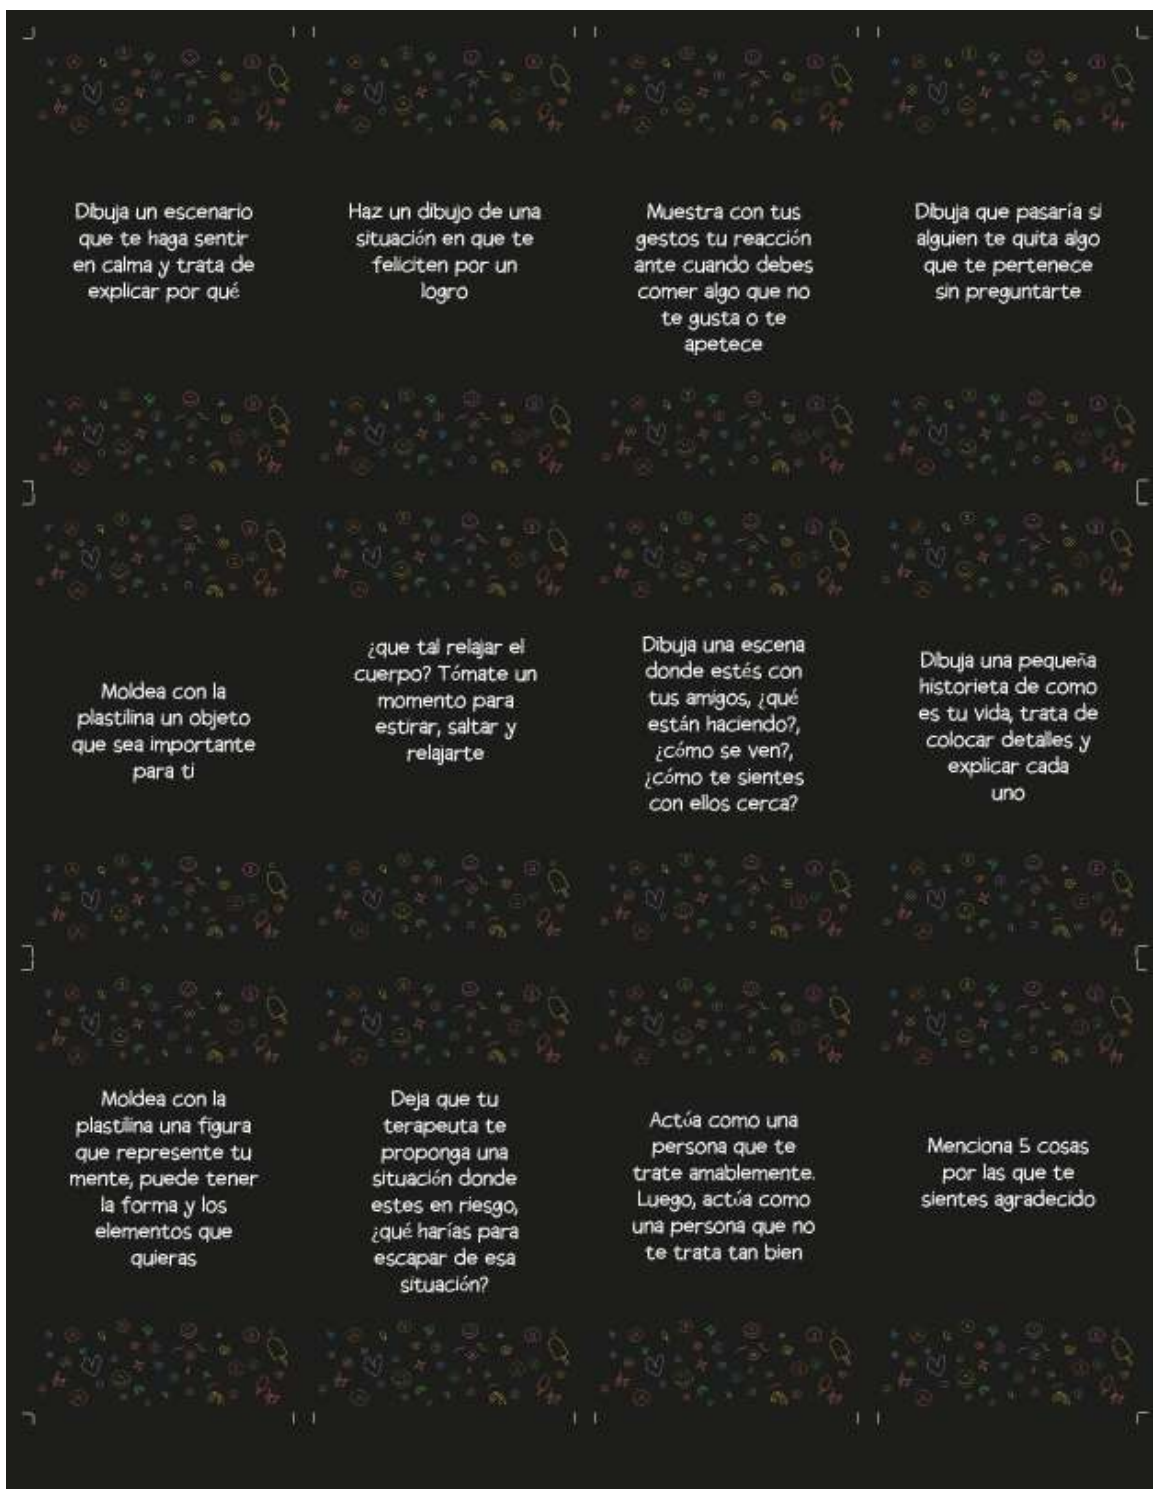 Dibuja un escenario
que te haga sentir
en calma y trata de
explicar por qué
Haz un dibujo de una
situación en que te
feliciten por un
logro
Muestra con tus
gestos tu reacción
ante cuando debes
comer algo que no
te gusta o te
apetece
Dibuja que pasaría si
alguien te quita algo
que te pertenece
sin preguntarte
Moldea con la
plastilina un objeto
que sea importante
para ti
¿que tal relajar el
cuerpo? Tómate un
momento para
estirar, saltar y
relajarte
Dibuja una escena
donde estés con
tus amigos, ¿qué
están haciendo?,
¿cómo se ven?,
¿cómo te sientes
con ellos cerca?
Dibuja una pequeña
historieta de como
es tu vida, trata de
colocar detalles y
explicar cada
uno
Moldea con la
plastilina una figura
que represente tu
mente, puede tener
la forma y los
elementos que
quieras
Deja que tu
terapeuta te
proponga una
situación donde
estes en riesgo,
¿qué harías para
escapar de esa
situación?
Actúa como una
persona que te
trate amablemente.
Luego, actúa como
una persona que no
te trata tan bien
Menciona 5 cosas
por las que te
sientes agradecido